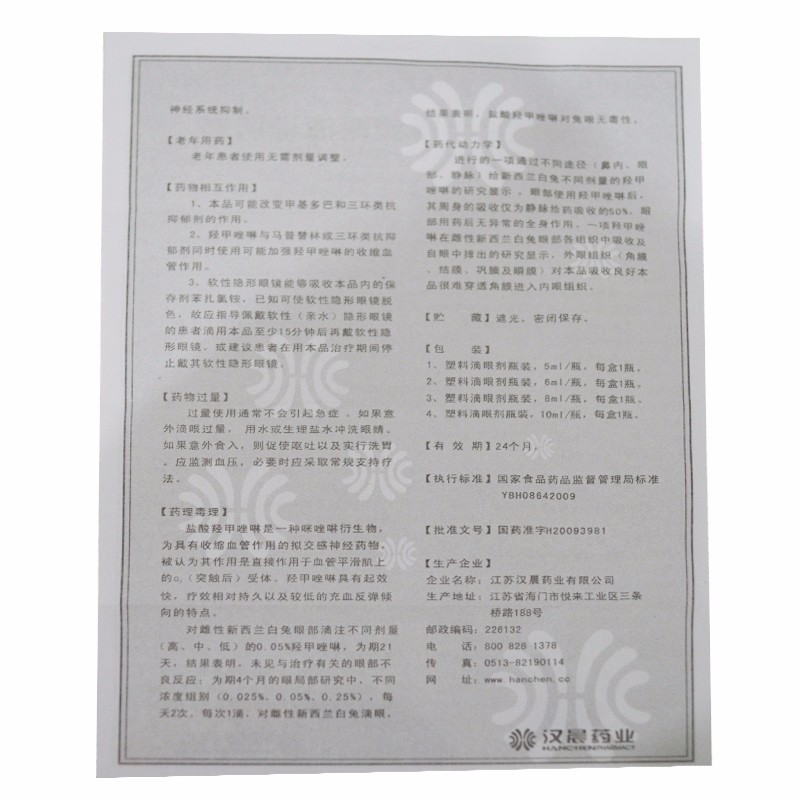 神经系统抑制。
【老年用药】
老年患者使用无需剂量调整。
【药物相互作用】
1、本品可能改变甲基多巴和三环类抗
抑郁剂的作用。
2、羟甲唑啉与马普替林或三环类抗抑
郁剂同时使用可能加强羟甲唑啉的收缩血
管作用。
3、软性隐形眼镜能够吸收本品内的保
存剂苯扎氯铵，已知可使软性隐形眼镜脱
色，故应指导佩戴软性（亲水）隐形眼镜
的患者滴用本品至少15分钟后再戴软性隐
形眼镜，或建议患者在用本品治疗期间停
止戴其软性隐形眼镜。
【药物过量】
过量使用通常不会引起急症。如果意
外滴眼过量，用水或生理盐水冲洗眼睛。
如果意外食入，则促使呕吐以及实行洗胃
。应监测血压，必要时应采取常规支持疗
法。
【药理毒理】
盐酸羟甲唑啉是一种咪唑啉衍生物，
为具有收缩血管作用的拟交感神经药物。
被认为其作用是直接作用于血管平滑肌上
的α₁（突触后）受体。羟甲唑啉具有起效
快，疗效相对持久以及较低的充血反弹倾
向的特点。
对雌性新西兰白兔眼部滴注不同剂量
（高、中、低）的0.05%羟甲唑啉，为期21
天，结果表明，未见与治疗有关的眼部不
良反应；为期4个月的眼局部研究中，不同
浓度组别（0.025%、0.05%、0.25%），每
天2次，每次1滴，对雌性新西兰白兔滴眼，
结果表明，盐酸羟甲唑啉对兔眼无毒性。
【药代动力学】
进行的一项通过不同途径（鼻内、眼
部、静脉）给新西兰白兔不同剂量的羟甲
唑啉的研究显示，眼部使用羟甲唑啉后，
其周身的吸收仅为静脉给药吸收的50%。眼
部用药后无异常的全身作用。一项羟甲唑
啉在雌性新西兰白兔眼部各组织中吸收及
自眼中排出的研究显示，外眼组织（角膜
、结膜、巩膜及瞬膜）对本品吸收良好本
品很难穿透角膜进入内眼组织。
【贮 藏】遮光，密闭保存。
【包 装】
1、塑料滴眼剂瓶装，5ml/瓶，每盒1瓶。
2、塑料滴眼剂瓶装，6ml/瓶，每盒1瓶。
3、塑料滴眼剂瓶装，8ml/瓶，每盒1瓶。
4、塑料滴眼剂瓶装，10ml/瓶，每盒1瓶。
【有 效 期】24个月。
【执行标准】国家食品药品监督管理局标准
YBH08642009
【批准文号】国药准字H20093981
【生产企业】
企业名称：江苏汉晨药业有限公司
生产地址：江苏省海门市悦来工业区三条
桥路188号
邮政编码：226132
电 话：800 828 1378
传 真：0513-82190114
网 址：www.hanchen.cc
汉晨药业
HANCHEN PHARMACY